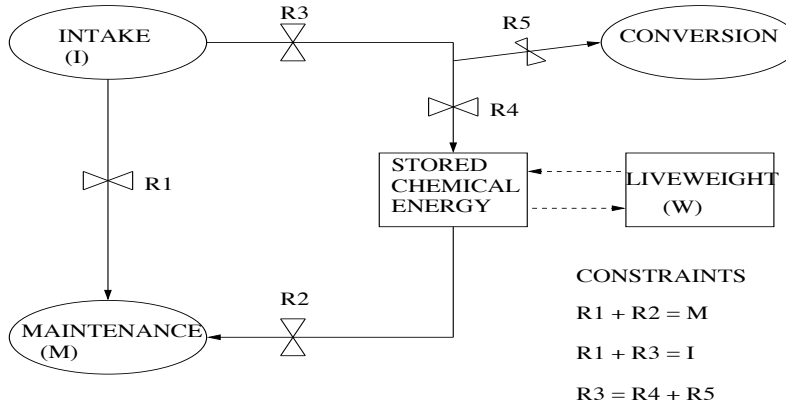 INTAKE
(I)
R3
R5
CONVERSION
R4
R1
STORED
CHEMICAL
ENERGY
LIVEWEIGHT
(W)
R2
MAINTENANCE
(M)
CONSTRAINTS
R1 + R2 = M
R1 + R3 = I
R3 = R4 + R5